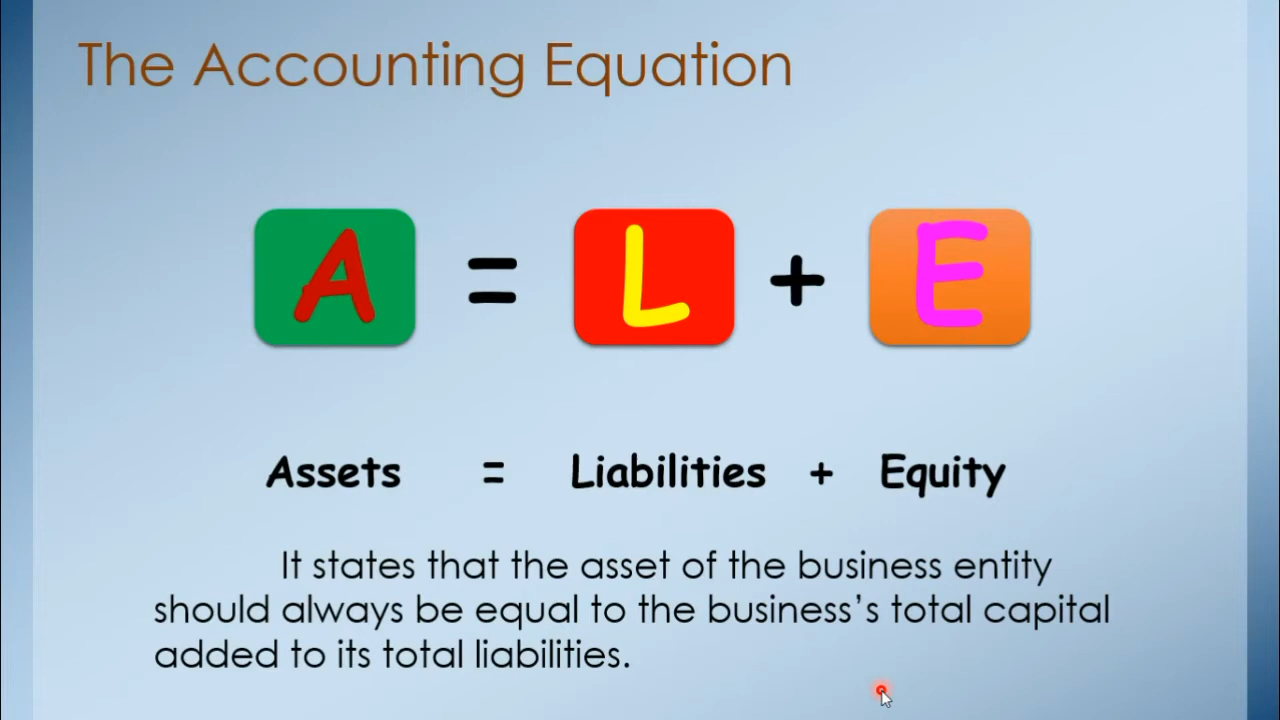 The Accounting Equation
A = L + E
Assets = Liabilities + Equity
It states that the asset of the business entity
should always be equal to the business’s total capital
added to its total liabilities.